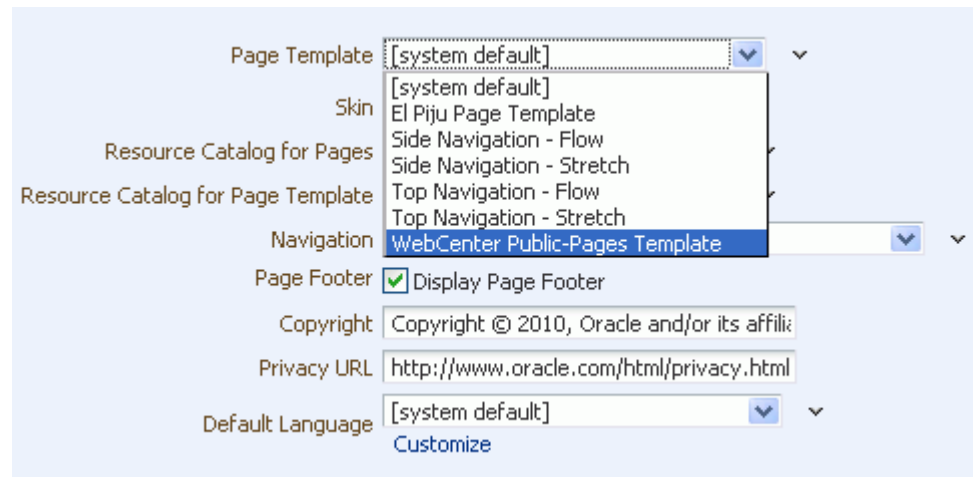 Page Template [system default]
[system default]
Skin El Piju Page Template
Side Navigation - Flow
Resource Catalog for Pages Side Navigation - Stretch
Resource Catalog for Page Template Top Navigation - Flow
Top Navigation - Stretch
Navigation WebCenter Public-Pages Template
Page Footer Display Page Footer
Copyright Copyright © 2010, Oracle and/or its affilia
Privacy URL http://www.oracle.com/html/privacy.html
Default Language [system default]
Customize